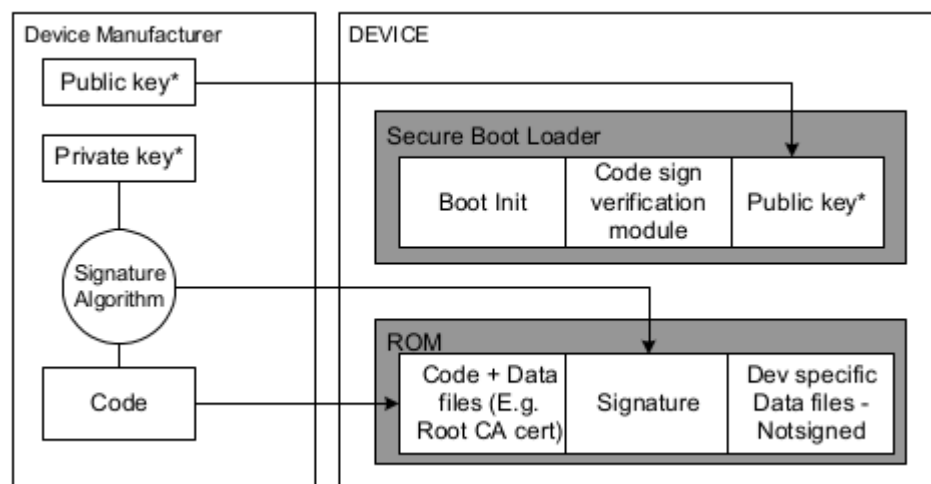 Device Manufacturer
Public key*
Private key*
Signature
Algorithm
Code
DEVICE
Secure Boot Loader
Boot Init
Code sign
verification
module
Public key*
ROM
Code + Data
files (E.g.
Root CA cert)
Signature
Dev specific
Data files -
Notsigned